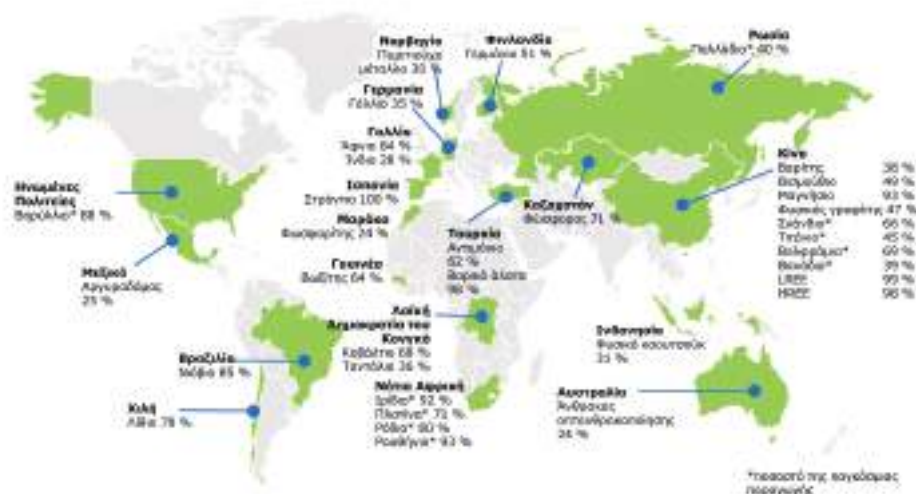 Νορβηγία
Πυριτιούχα
μέταλλα 30 %
Φινλανδία
Γερμάνιο 51 %
Ρωσία
Παλλάδιο* 40 %
Γερμανία
Γάλλιο 35 %
Γαλλία
Άφνιο 84 %
Ίνδιο 28 %
Ισπανία
Στρόντιο 100 %
Μαρόκο
Φωσφορίτης 24 %
Γουινέα
Βωξίτης 64 %
Ηνωμένες
Πολιτείες
Βηρύλλιο* 88 %
Μεξικό
Αργυραδάμας
25 %
Βραζιλία
Νιόβιο 85 %
Χιλή
Λίθιο 78 %
Τουρκία
Αντιμόνιο
62 %
Βορικά άλατα
98 %
Καζαχστάν
Φώσφορος 71 %
Κίνα
Βαρίτης 38 %
Βισμούθιο 49 %
Μαγνήσιο 93 %
Φυσικός γραφίτης 47 %
Σκάνδιο* 66 %
Τιτάνιο* 45 %
Βολφράμιο* 69 %
Βανάδιο* 39 %
LREE 99 %
HREE 98 %
Λαϊκή
Δημοκρατία του
Κονγκό
Κοβάλτιο 68 %
Ταντάλιο 36 %
Νότια Αφρική
Ιρίδιο* 92 %
Πλατίνα* 71 %
Ρόδιο* 80 %
Ρουθήνιο* 93 %
Ινδονησία
Φυσικό καουτσούκ
31 %
Αυστραλία
Άνθρακας
οπτανθρακοποίησης
24 %
*ποσοστό της παγκόσμιας
παραγωγής